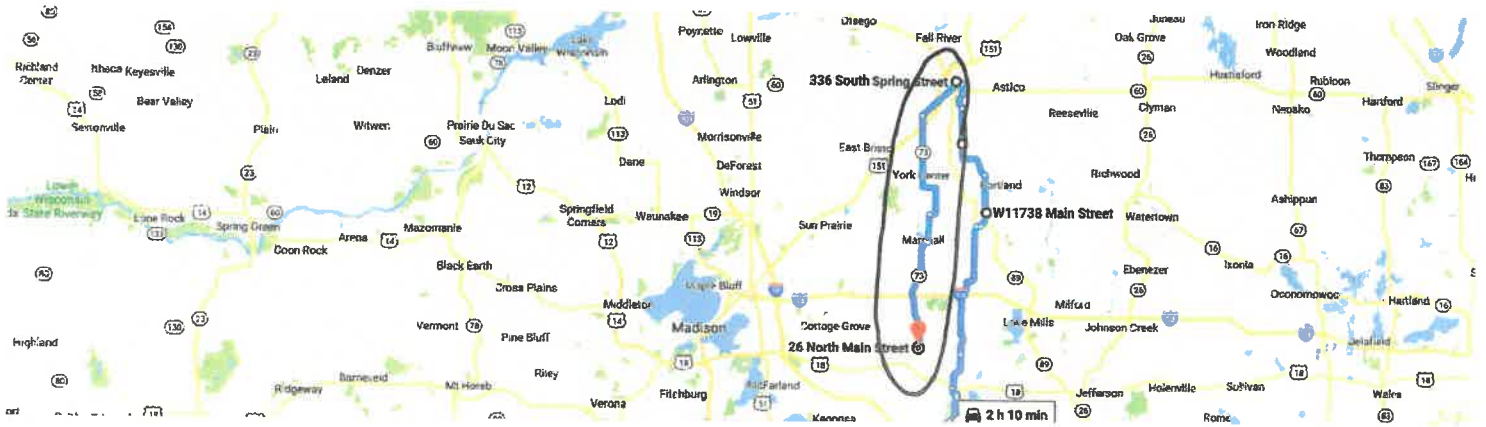 Disego
Juneau
Iron Ridge
Poynette
Lowville
Fall River
Oak Grove
Woodland
Bluffview
Moon Valley
Lake
Wisconsin
Richland
Center
Ithaca Keyesville
Leland
Denzer
Arlington
336 South Spring Street
Astico
Hustisford
Rubicon
Slinger
Bear Valley
Lodi
Reeseville
Clyman
Neosko
Hartford
Sextonville
Plain
Witwen
Prairie Du Sac
Sauk City
Morrisonville
East Bristol
Dane
DeForest
York Center
Portland
Richwood
Thompson
Windsor
Lower
Wisconsin
State Riverway
Lone Rock
Spring Green
Springfield
Corners
Waunakee
W11738 Main Street
Watertown
Ashippun
Sun Prairie
Arena
Mazomanie
Coon Rock
Marshall
Black Earth
Ebenezer
Ixonia
Cross Plains
Maple Bluff
Middleton
Milford
Oconomowoc
Hartland
Vermont
Pine Bluff
Madison
Cottage Grove
Lake Mills
Johnson Creek
Highland
26 North Main Street
Delafield
Riley
Ridgeway
Barneveld
Mt Horeb
Verona
Fitchburg
McFarland
Jefferson
Helenville
Sullivan
Wales
2 h 10 min
Rome